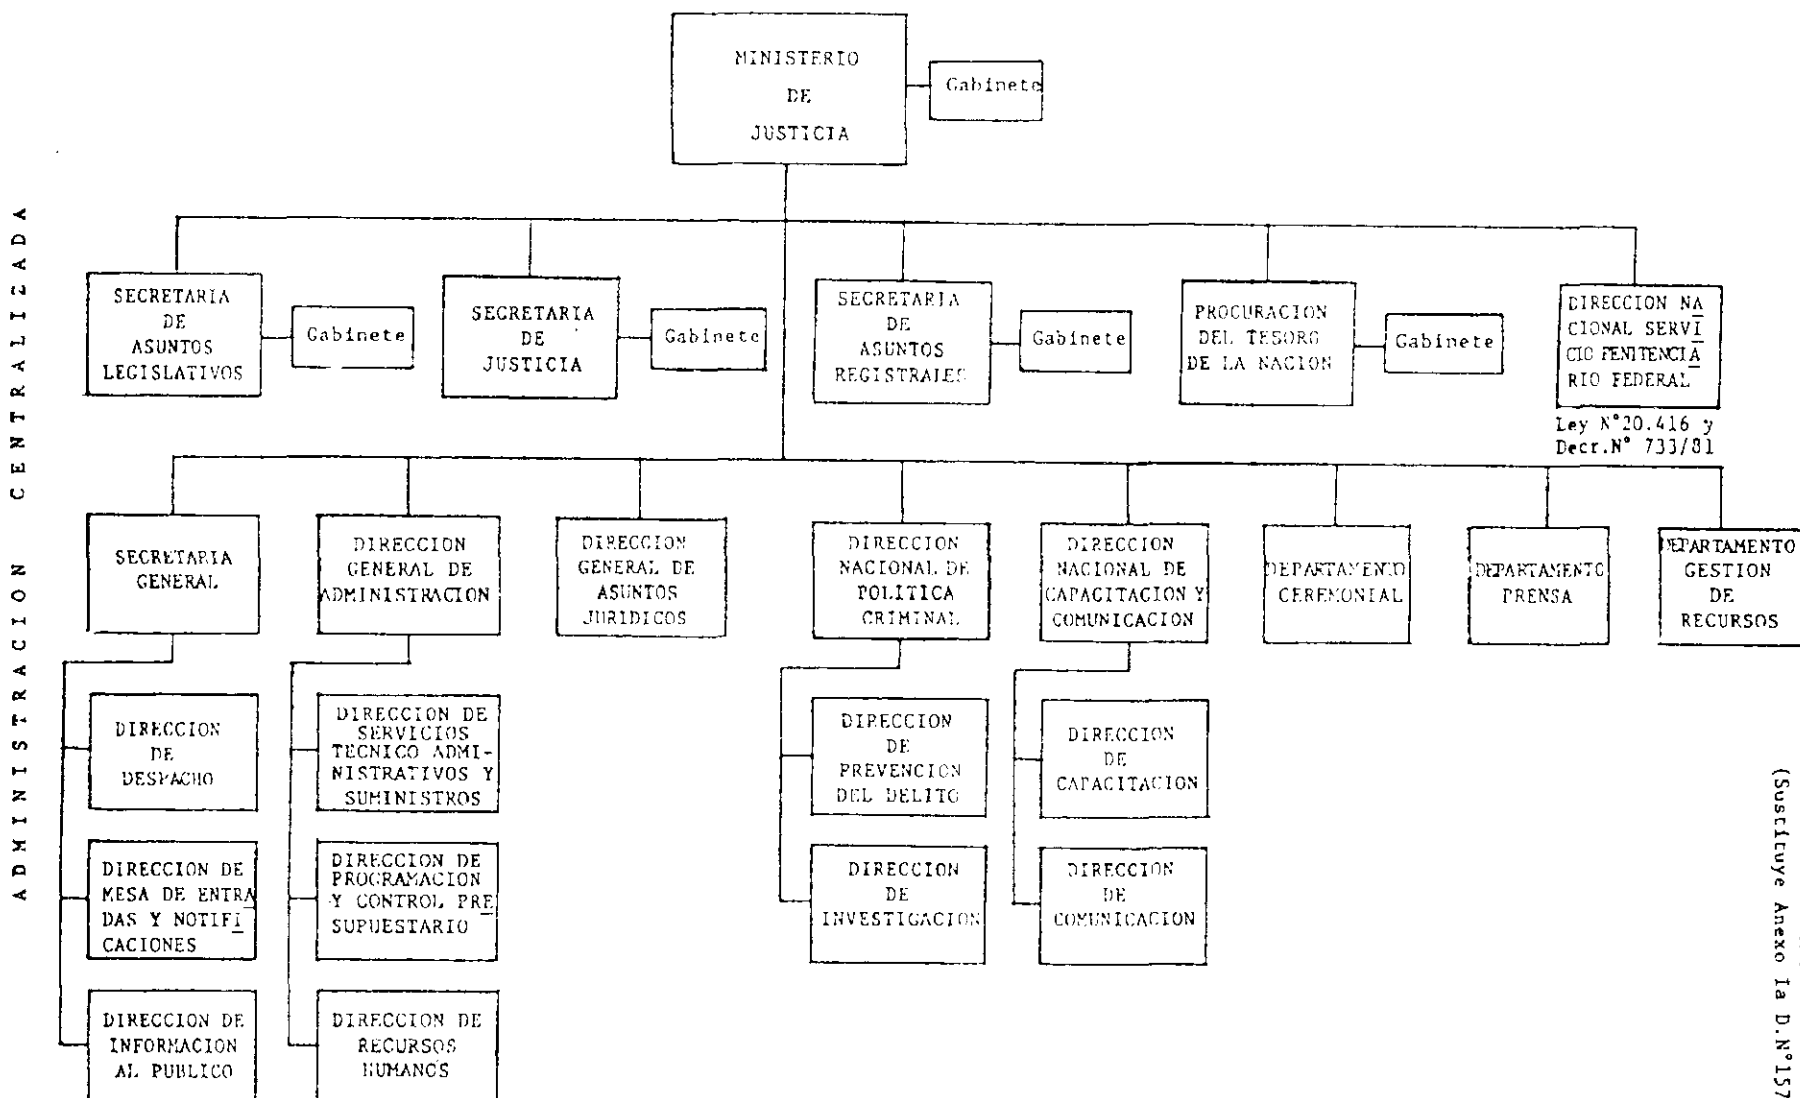 MINISTERIO
DE
JUSTICIA
Gabinete
ADMINISTRACION CENTRALIZADA
SECRETARIA
DE
ASUNTOS
LEGISLATIVOS
Gabinete
SECRETARIA
DE
JUSTICIA
Gabinete
SECRETARIA
DE
ASUNTOS
REGISTRALES
Gabinete
PROCURACION
DEL TESORO
DE LA NACION
Gabinete
DIRECCION NA
CIONAL SERVI
CIO PENITENCIA
RIO FEDERAL
Ley N°20.416 y
Decr.N° 733/81
SECRETARIA
GENERAL
DIRECCION
GENERAL DE
ADMINISTRACION
DIRECCION
GENERAL DE
ASUNTOS
JURIDICOS
DIRECCION
NACIONAL DE
POLITICA
CRIMINAL
DIRECCION
NACIONAL DE
CAPACITACION Y
COMUNICACION
DEPARTAMENTO
CEREMONIAL
DEPARTAMENTO
PRENSA
DEPARTAMENTO
GESTION
DE
RECURSOS
DIRECCION
DE
DESPACHO
DIRECCION DE
SERVICIOS
TECNICO ADMI-
NISTRATIVOS Y
SUMINISTROS
DIRECCION
DE
PREVENCION
DEL DELITO
DIRECCION
DE
CAPACITACION
DIRECCION DE
MESA DE ENTRA
DAS Y NOTIFI
CACIONES
DIRECCION DE
PROGRAMACION
Y CONTROL PRE
SUPUESTARIO
DIRECCION
DE
INVESTIGACION
DIRECCION
DE
COMUNICACION
DIRECCION DE
INFORMACION
AL PUBLICO
DIRECCION DE
RECURSOS
HUMANOS
(Sustituye Anexo Ia D.N°157